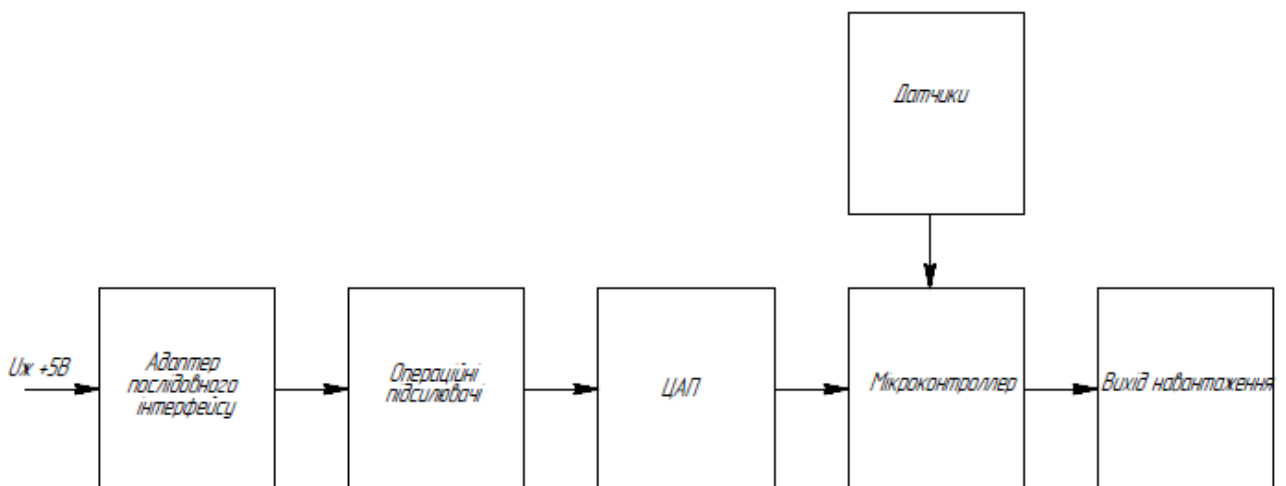 Датчики
Uж +5В
Адаптер
послідовного
інтерфейсу
Операційні
підсилювачі
ЦАП
Мікроконтроллер
Вихід навантаження